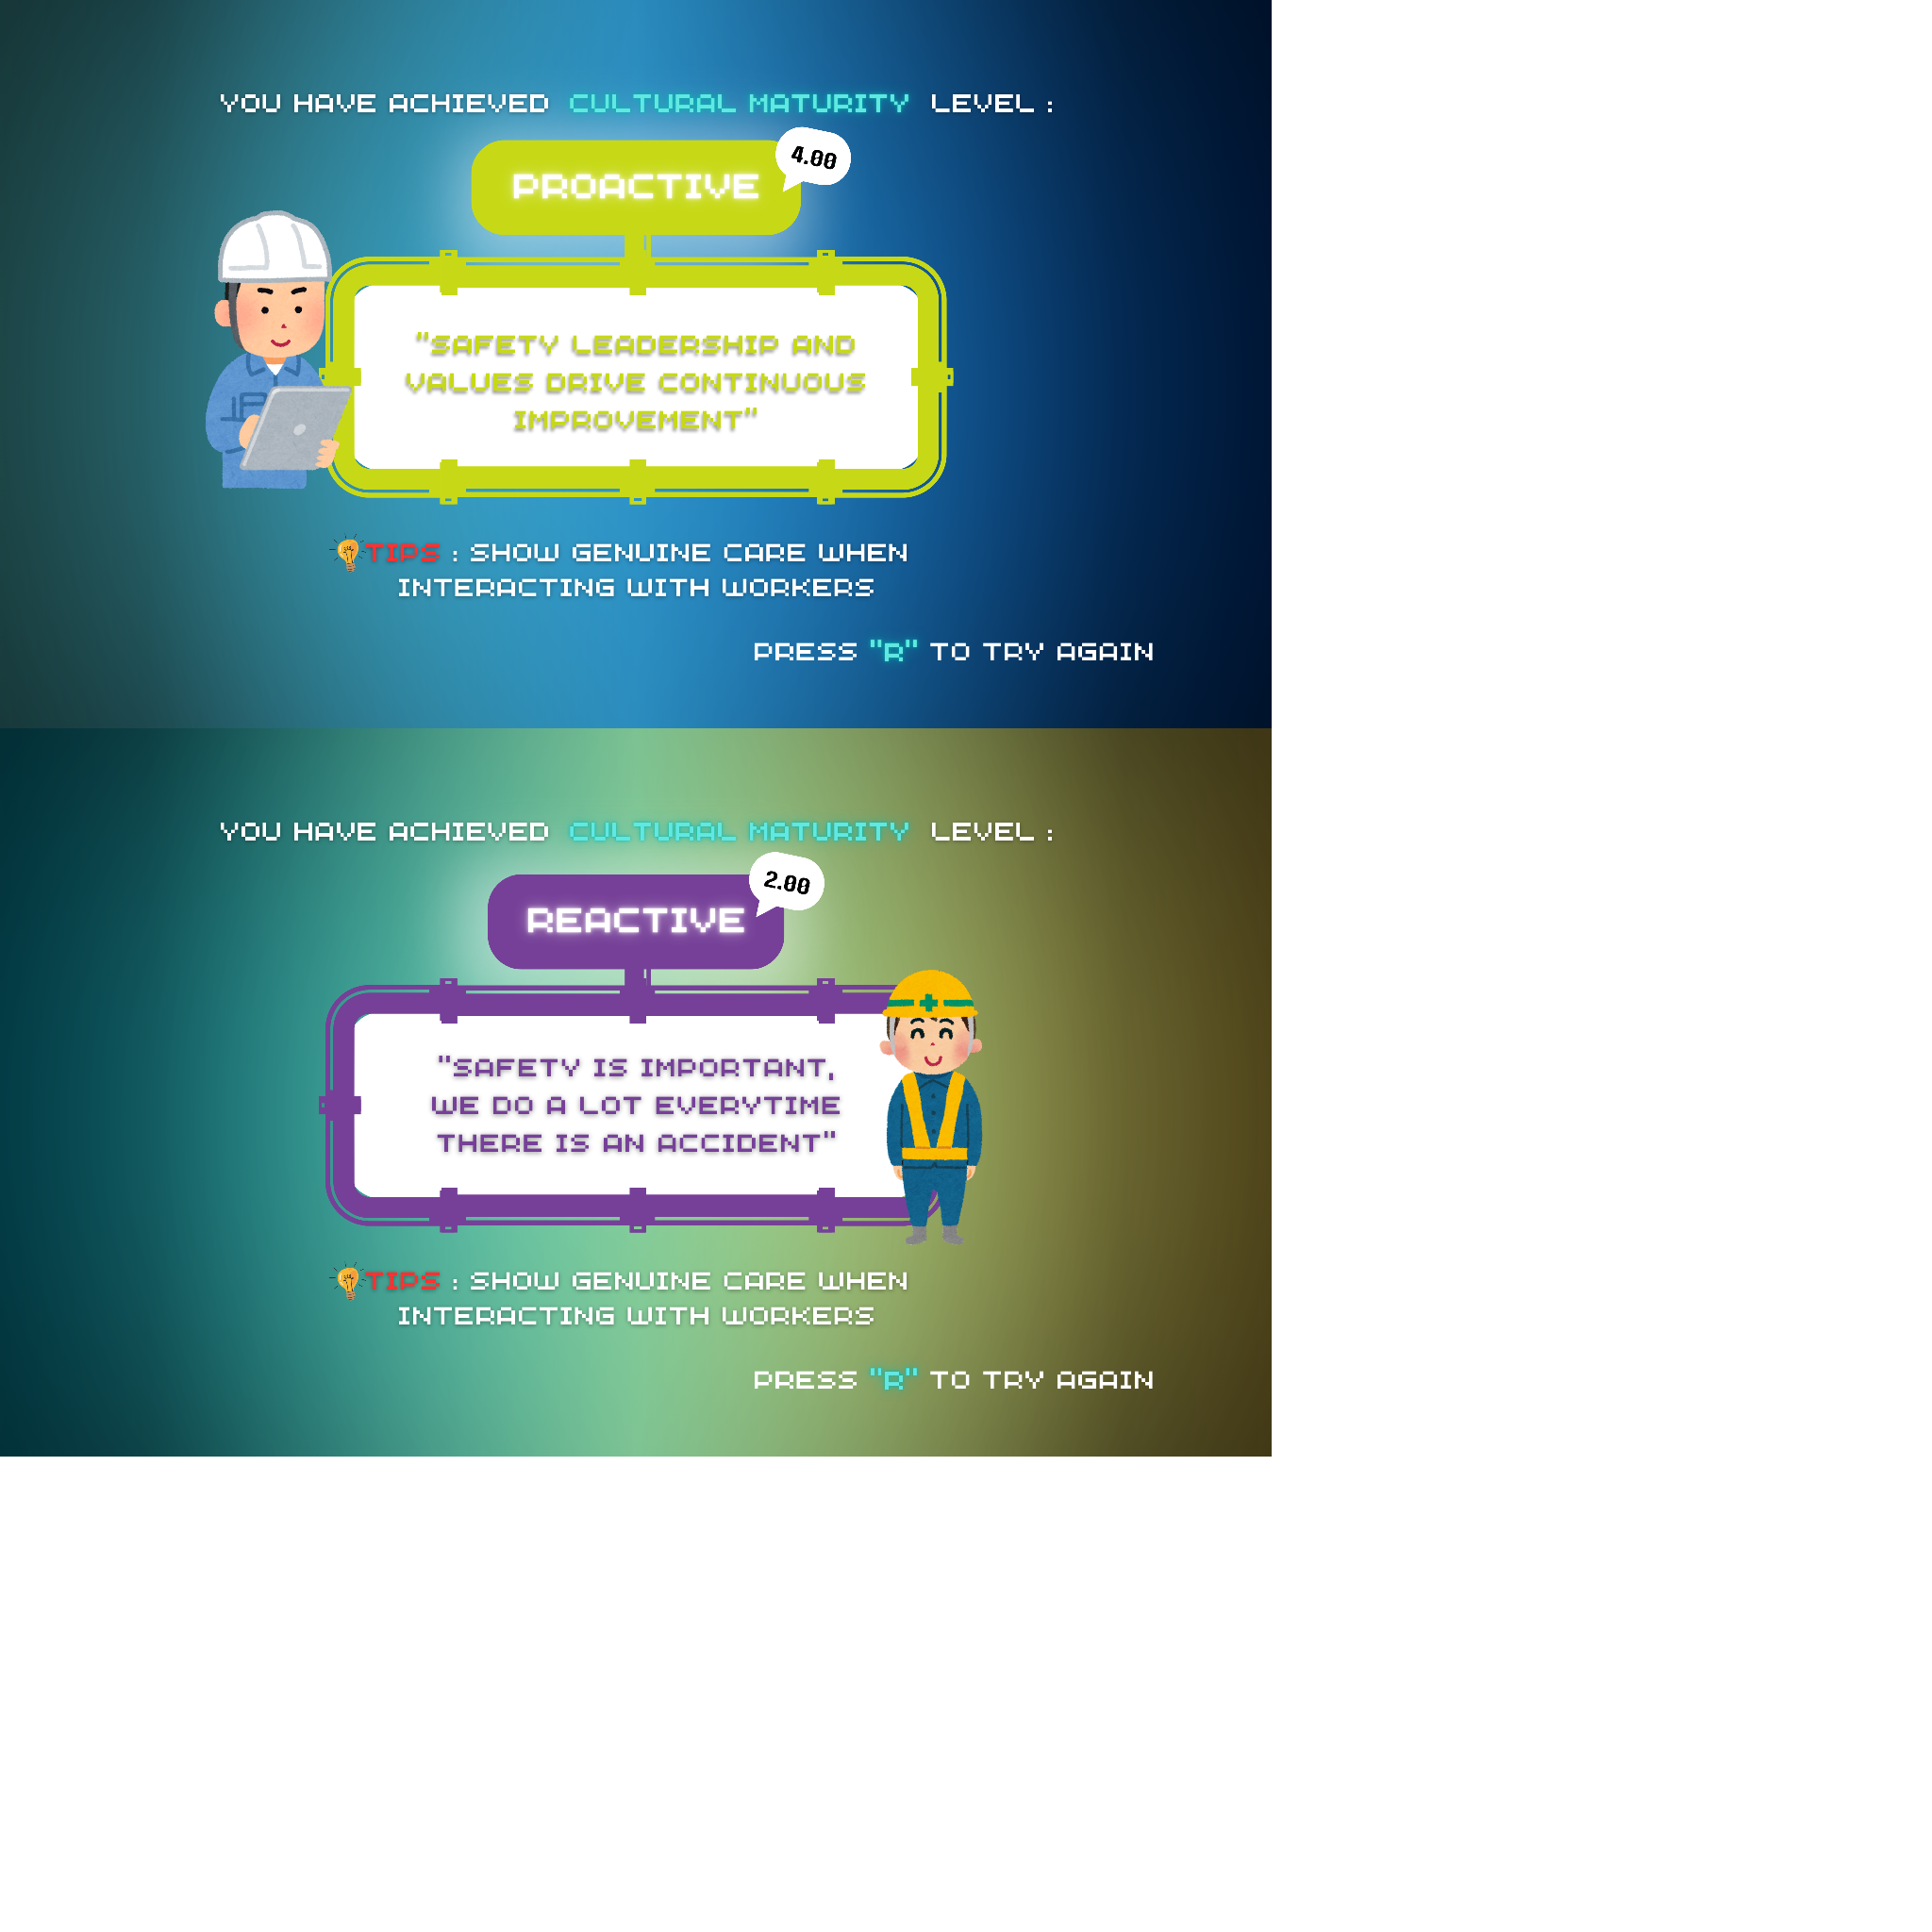 YOU HAVE ACHIEVED CULTURAL MATURITY LEVEL :
4.00
PROACTIVE
"SAFETY LEADERSHIP AND
VALUES DRIVE CONTINUOUS
IMPROVEMENT"
TIPS : SHOW GENUINE CARE WHEN
INTERACTING WITH WORKERS
PRESS "R" TO TRY AGAIN
YOU HAVE ACHIEVED CULTURAL MATURITY LEVEL :
2.00
REACTIVE
"SAFETY IS IMPORTANT,
WE DO A LOT EVERYTIME
THERE IS AN ACCIDENT"
TIPS : SHOW GENUINE CARE WHEN
INTERACTING WITH WORKERS
PRESS "R" TO TRY AGAIN